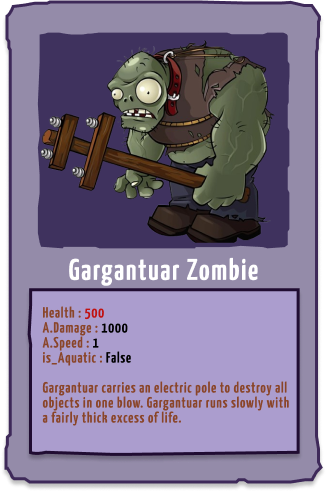 Gargantuar Zombie
Health : 500
A.Damage : 1000
A.Speed : 1
is_Aquatic : False
Gargantuar carries an electric pole to destroy all
objects in one blow. Gargantuar runs slowly with
a fairly thick excess of life.